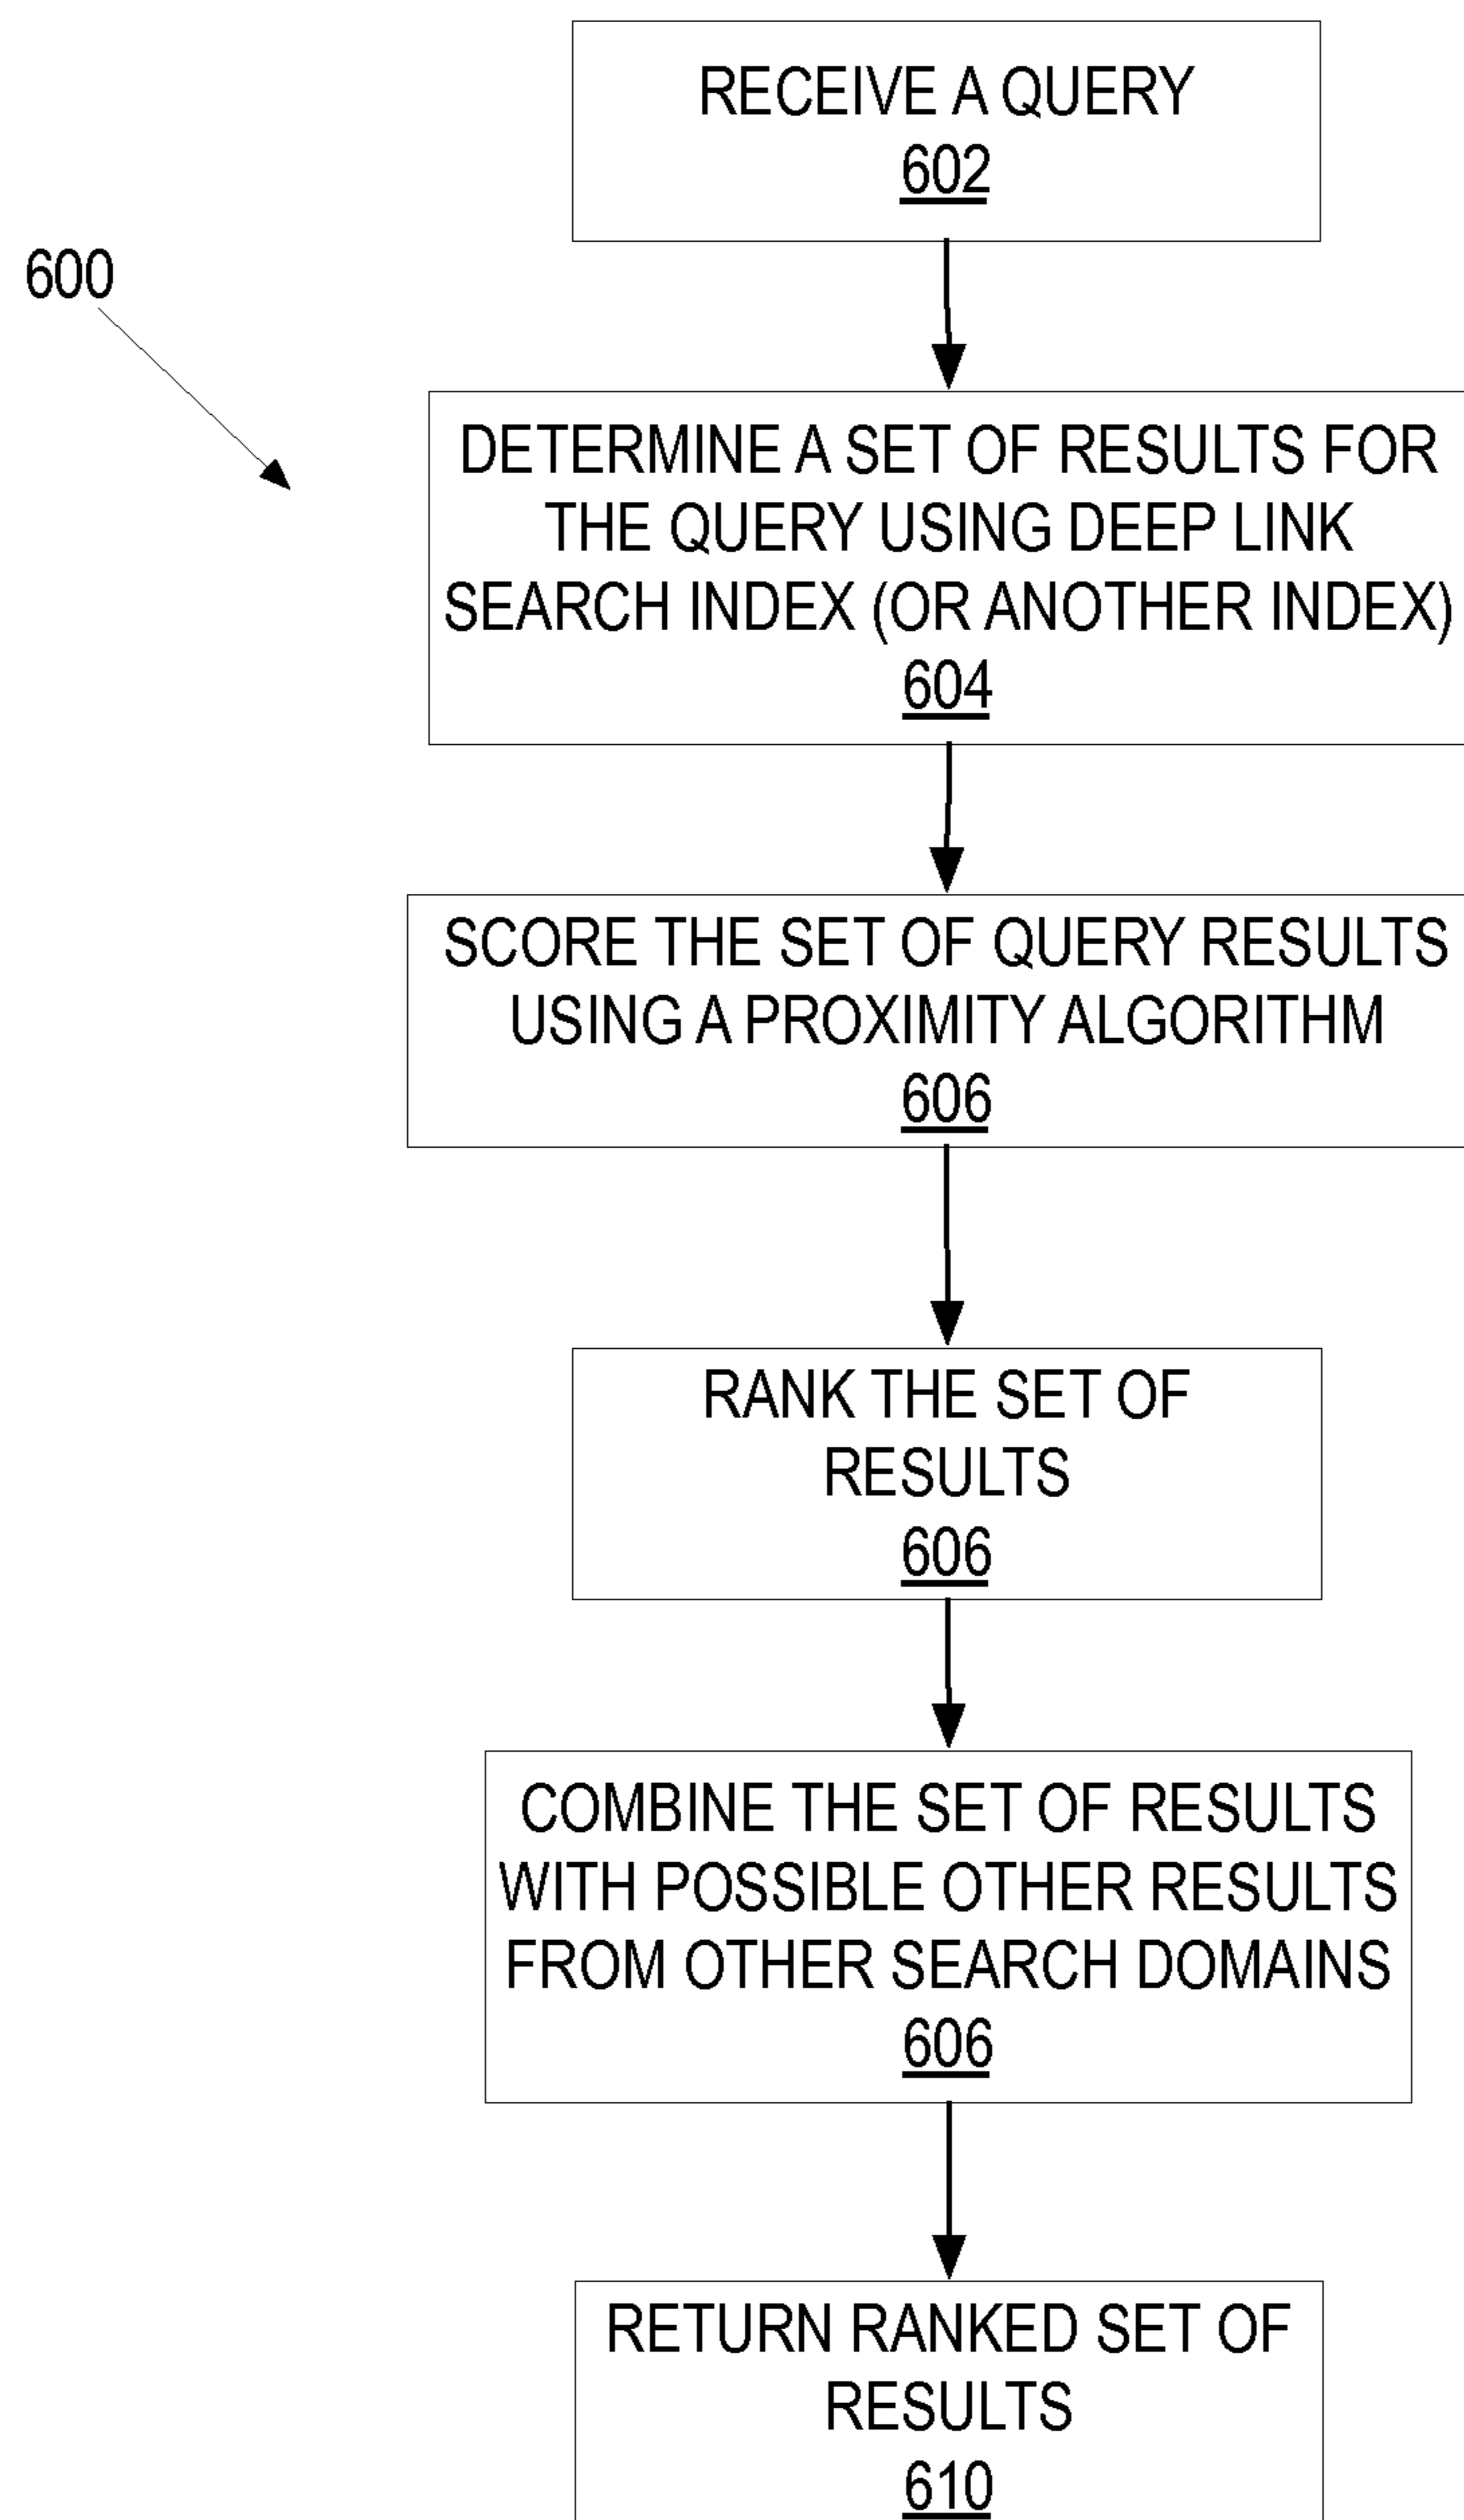 RECEIVE A QUERY
602
600
DETERMINE A SET OF RESULTS FOR
THE QUERY USING DEEP LINK
SEARCH INDEX (OR ANOTHER INDEX)
604
SCORE THE SET OF QUERY RESULTS
USING A PROXIMITY ALGORITHM
606
RANK THE SET OF
RESULTS
606
COMBINE THE SET OF RESULTS
WITH POSSIBLE OTHER RESULTS
FROM OTHER SEARCH DOMAINS
606
RETURN RANKED SET OF
RESULTS
610